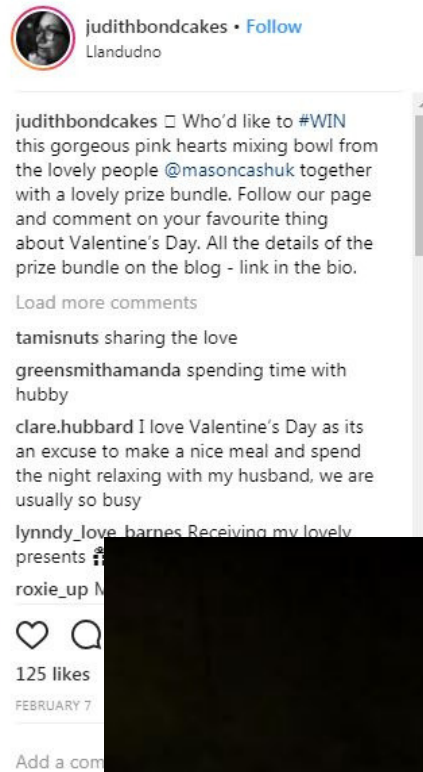 judithbondcakes • Follow
Llandudno
judithbondcakes □ Who'd like to #WIN
this gorgeous pink hearts mixing bowl from
the lovely people @masoncashuk together
with a lovely prize bundle. Follow our page
and comment on your favourite thing
about Valentine's Day. All the details of the
prize bundle on the blog - link in the bio.
Load more comments
tamisnuts sharing the love
greensmithamanda spending time with
hubby
clare.hubbard I love Valentine's Day as its
an excuse to make a nice meal and spend
the night relaxing with my husband, we are
usually so busy
lynndy_love_barnes Receiving my lovely
presents 🎁
roxie_up
125 likes
FEBRUARY 7
Add a